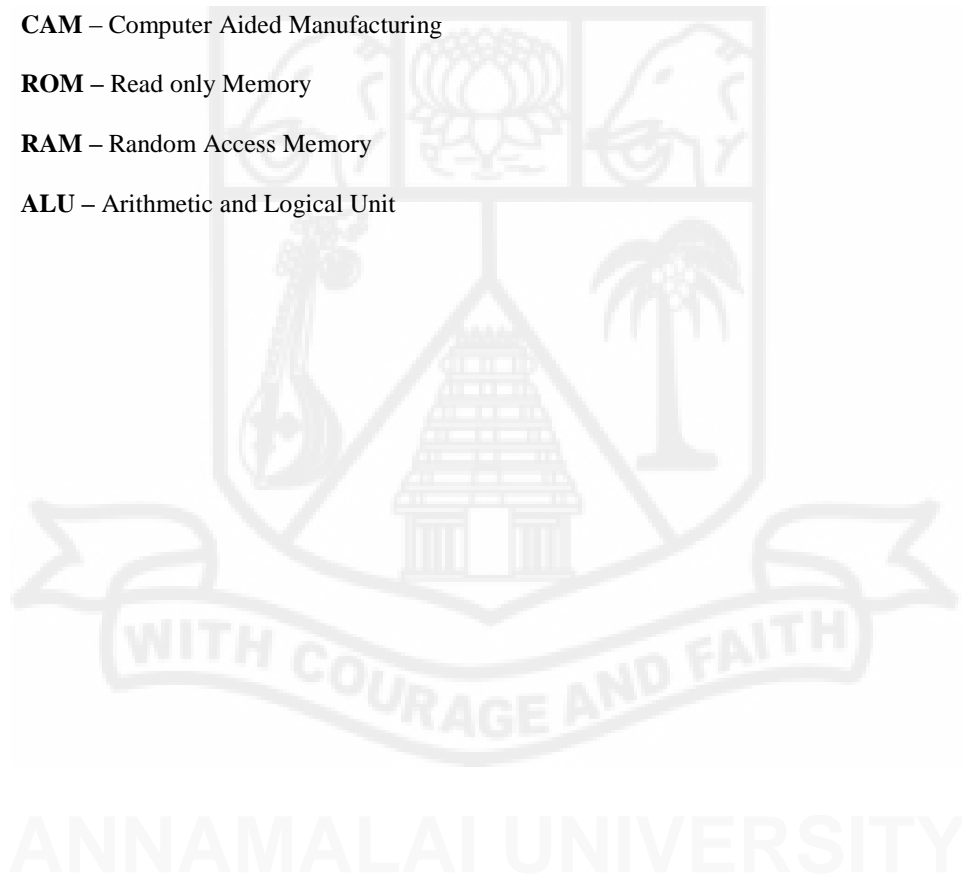 CAM – Computer Aided Manufacturing
ROM – Read only Memory
RAM – Random Access Memory
ALU – Arithmetic and Logical Unit
WITH COURAGE AND FAITH
ANNAMALAI UNIVERSITY